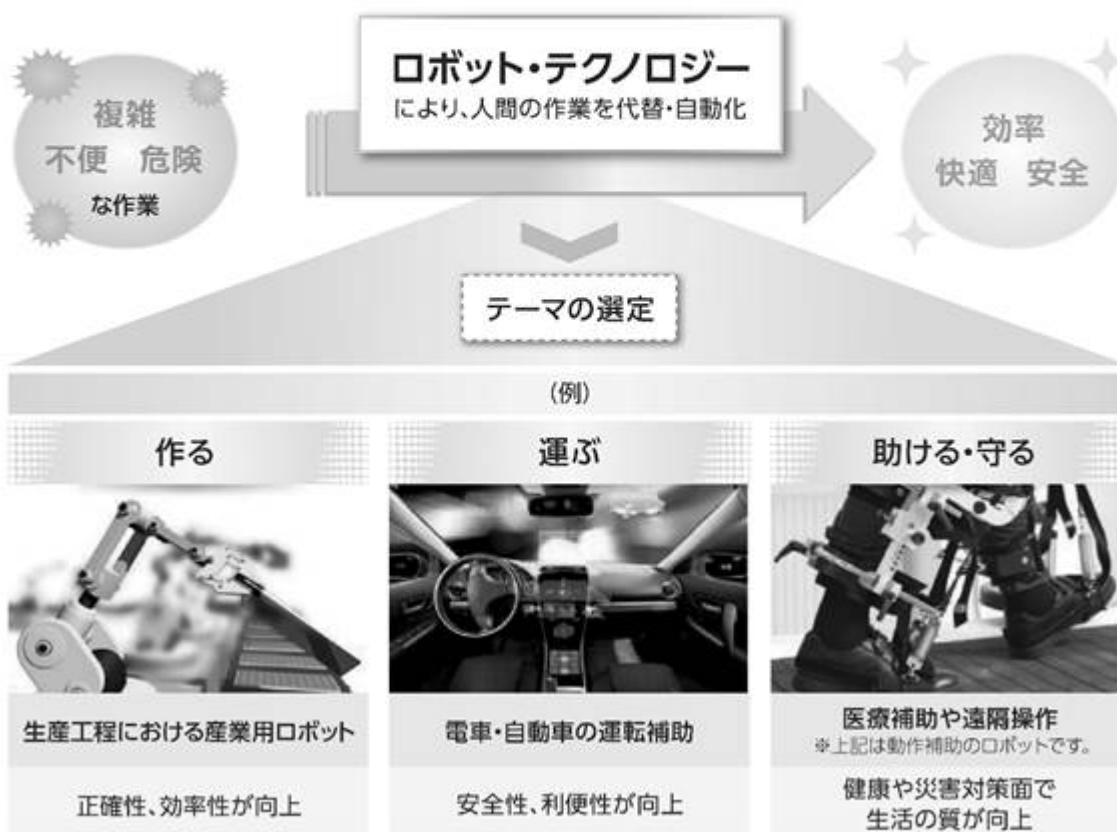 ロボット・テクノロジー
により、人間の作業を代替・自動化
複雑
不便 危険
な作業
効率
快適 安全
テーマの選定
(例)
作る
運ぶ
助ける・守る
生産工程における産業用ロボット
電車・自動車の運転補助
医療補助や遠隔操作
※上記は動作補助のロボットです。
正確性、効率性が向上
安全性、利便性が向上
健康や災害対策面で
生活の質が向上